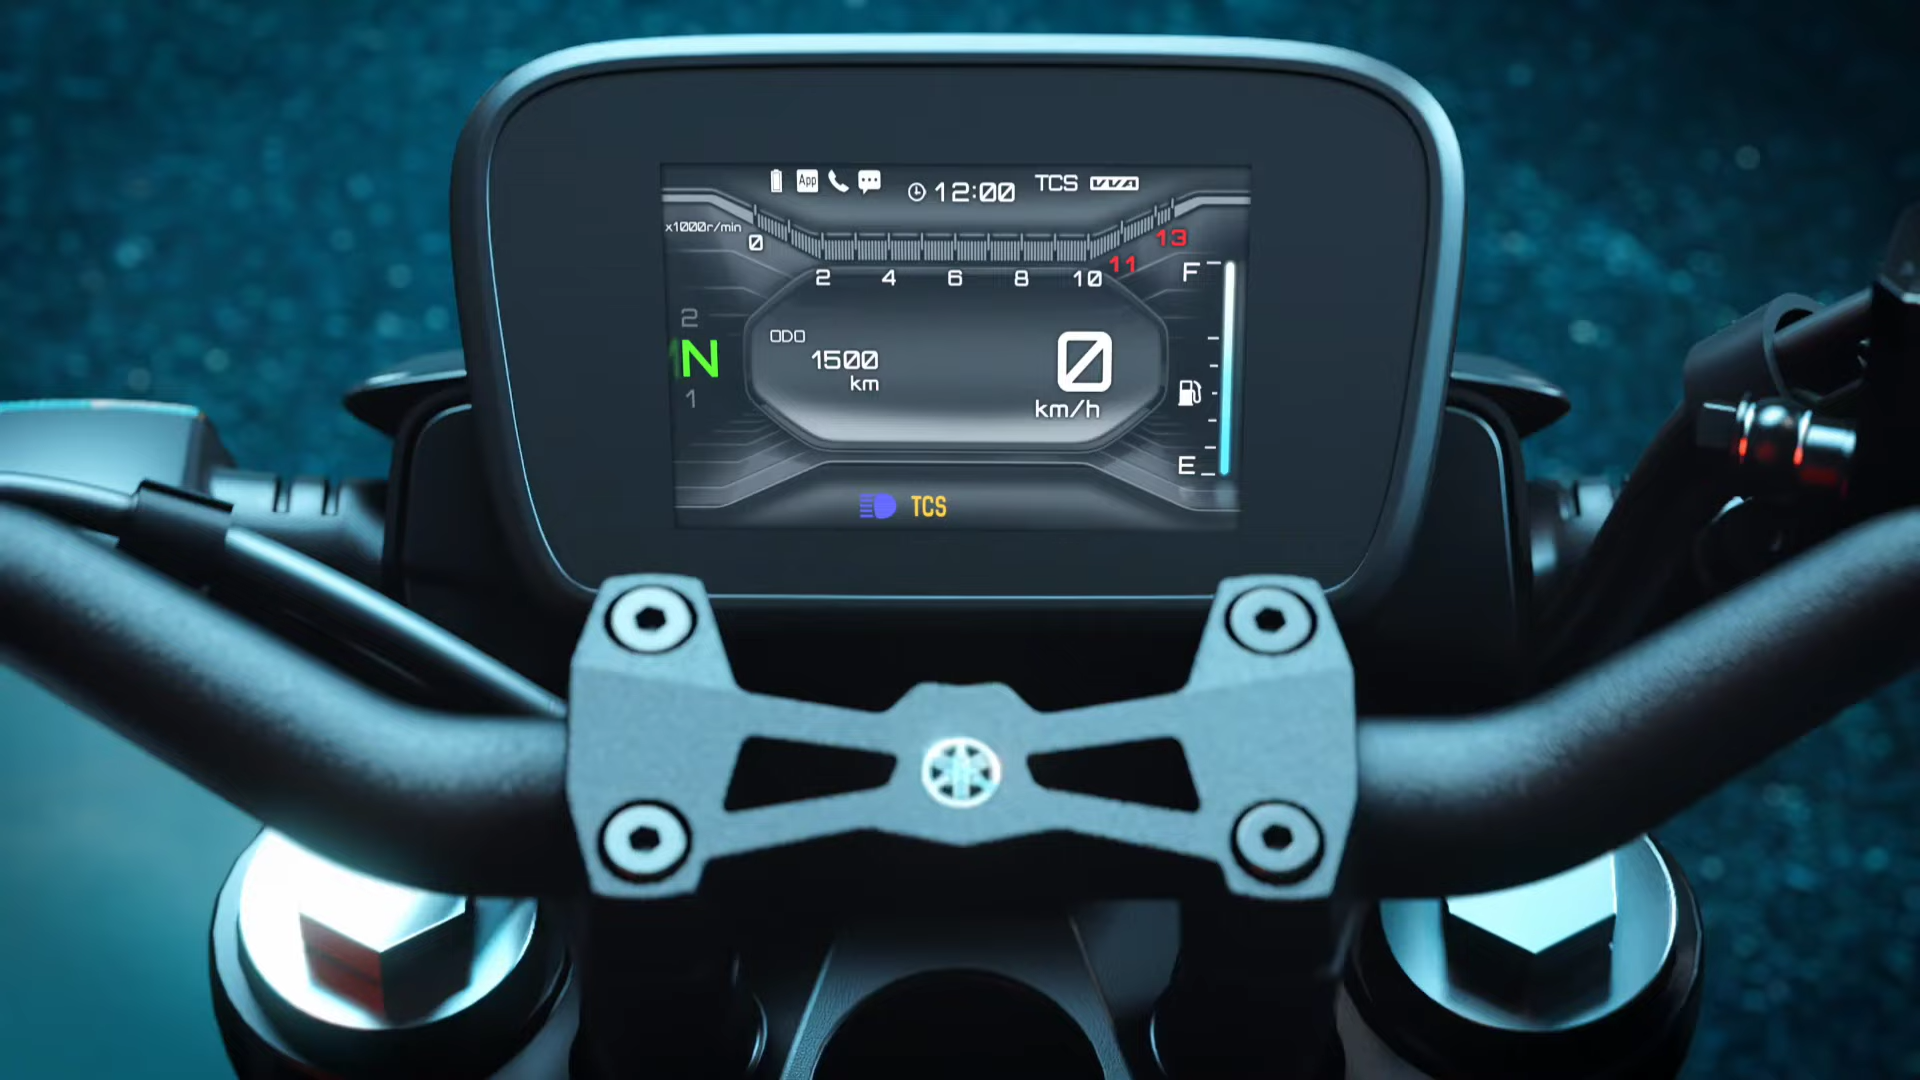 App 12:00 TCS VVA
x1000r/min
0 2 4 6 8 10 11 13
F
2
N
1
ODO
1500
km
0
km/h
E
TCS